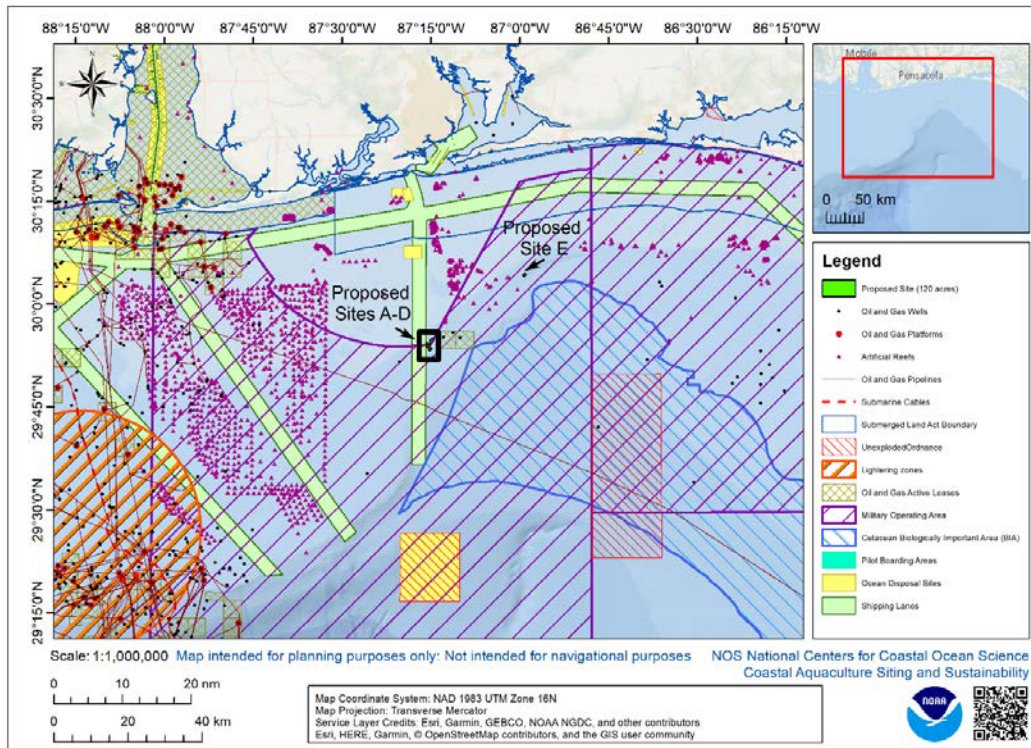 88°15'0"W 88°0'0"W 87°45'0"W 87°30'0"W 87°15'0"W 87°0'0"W 86°45'0"W 86°30'0"W 86°15'0"W
30°30'0"N
30°15'0"N
30°0'0"N
29°45'0"N
29°30'0"N
29°15'0"N
N
Proposed
Site E
Proposed
Sites A-D
Mobile
Pensacola
0 50 km
Legend
Proposed Site (120 acres)
Oil and Gas Wells
Oil and Gas Platforms
Artificial Reefs
Oil and Gas Pipelines
Submarine Cables
Submerged Land Act Boundary
UnexplodedOrdnance
Lightering zones
Oil and Gas Active Leases
Military Operating Area
Cetacean Biologically Important Area (BIA)
Pilot Boarding Areas
Ocean Disposal Sites
Shipping Lanes
Scale: 1:1,000,000 Map intended for planning purposes only: Not intended for navigational purposes
NOS National Centers for Coastal Ocean Science
Coastal Aquaculture Siting and Sustainability
0 10 20 nm
0 20 40 km
Map Coordinate System: NAD 1983 UTM Zone 16N
Map Projection: Transverse Mercator
Service Layer Credits: Esri, Garmin, GEBCO, NOAA NGDC, and other contributors
Esri, HERE, Garmin, © OpenStreetMap contributors, and the GIS user community
NOAA